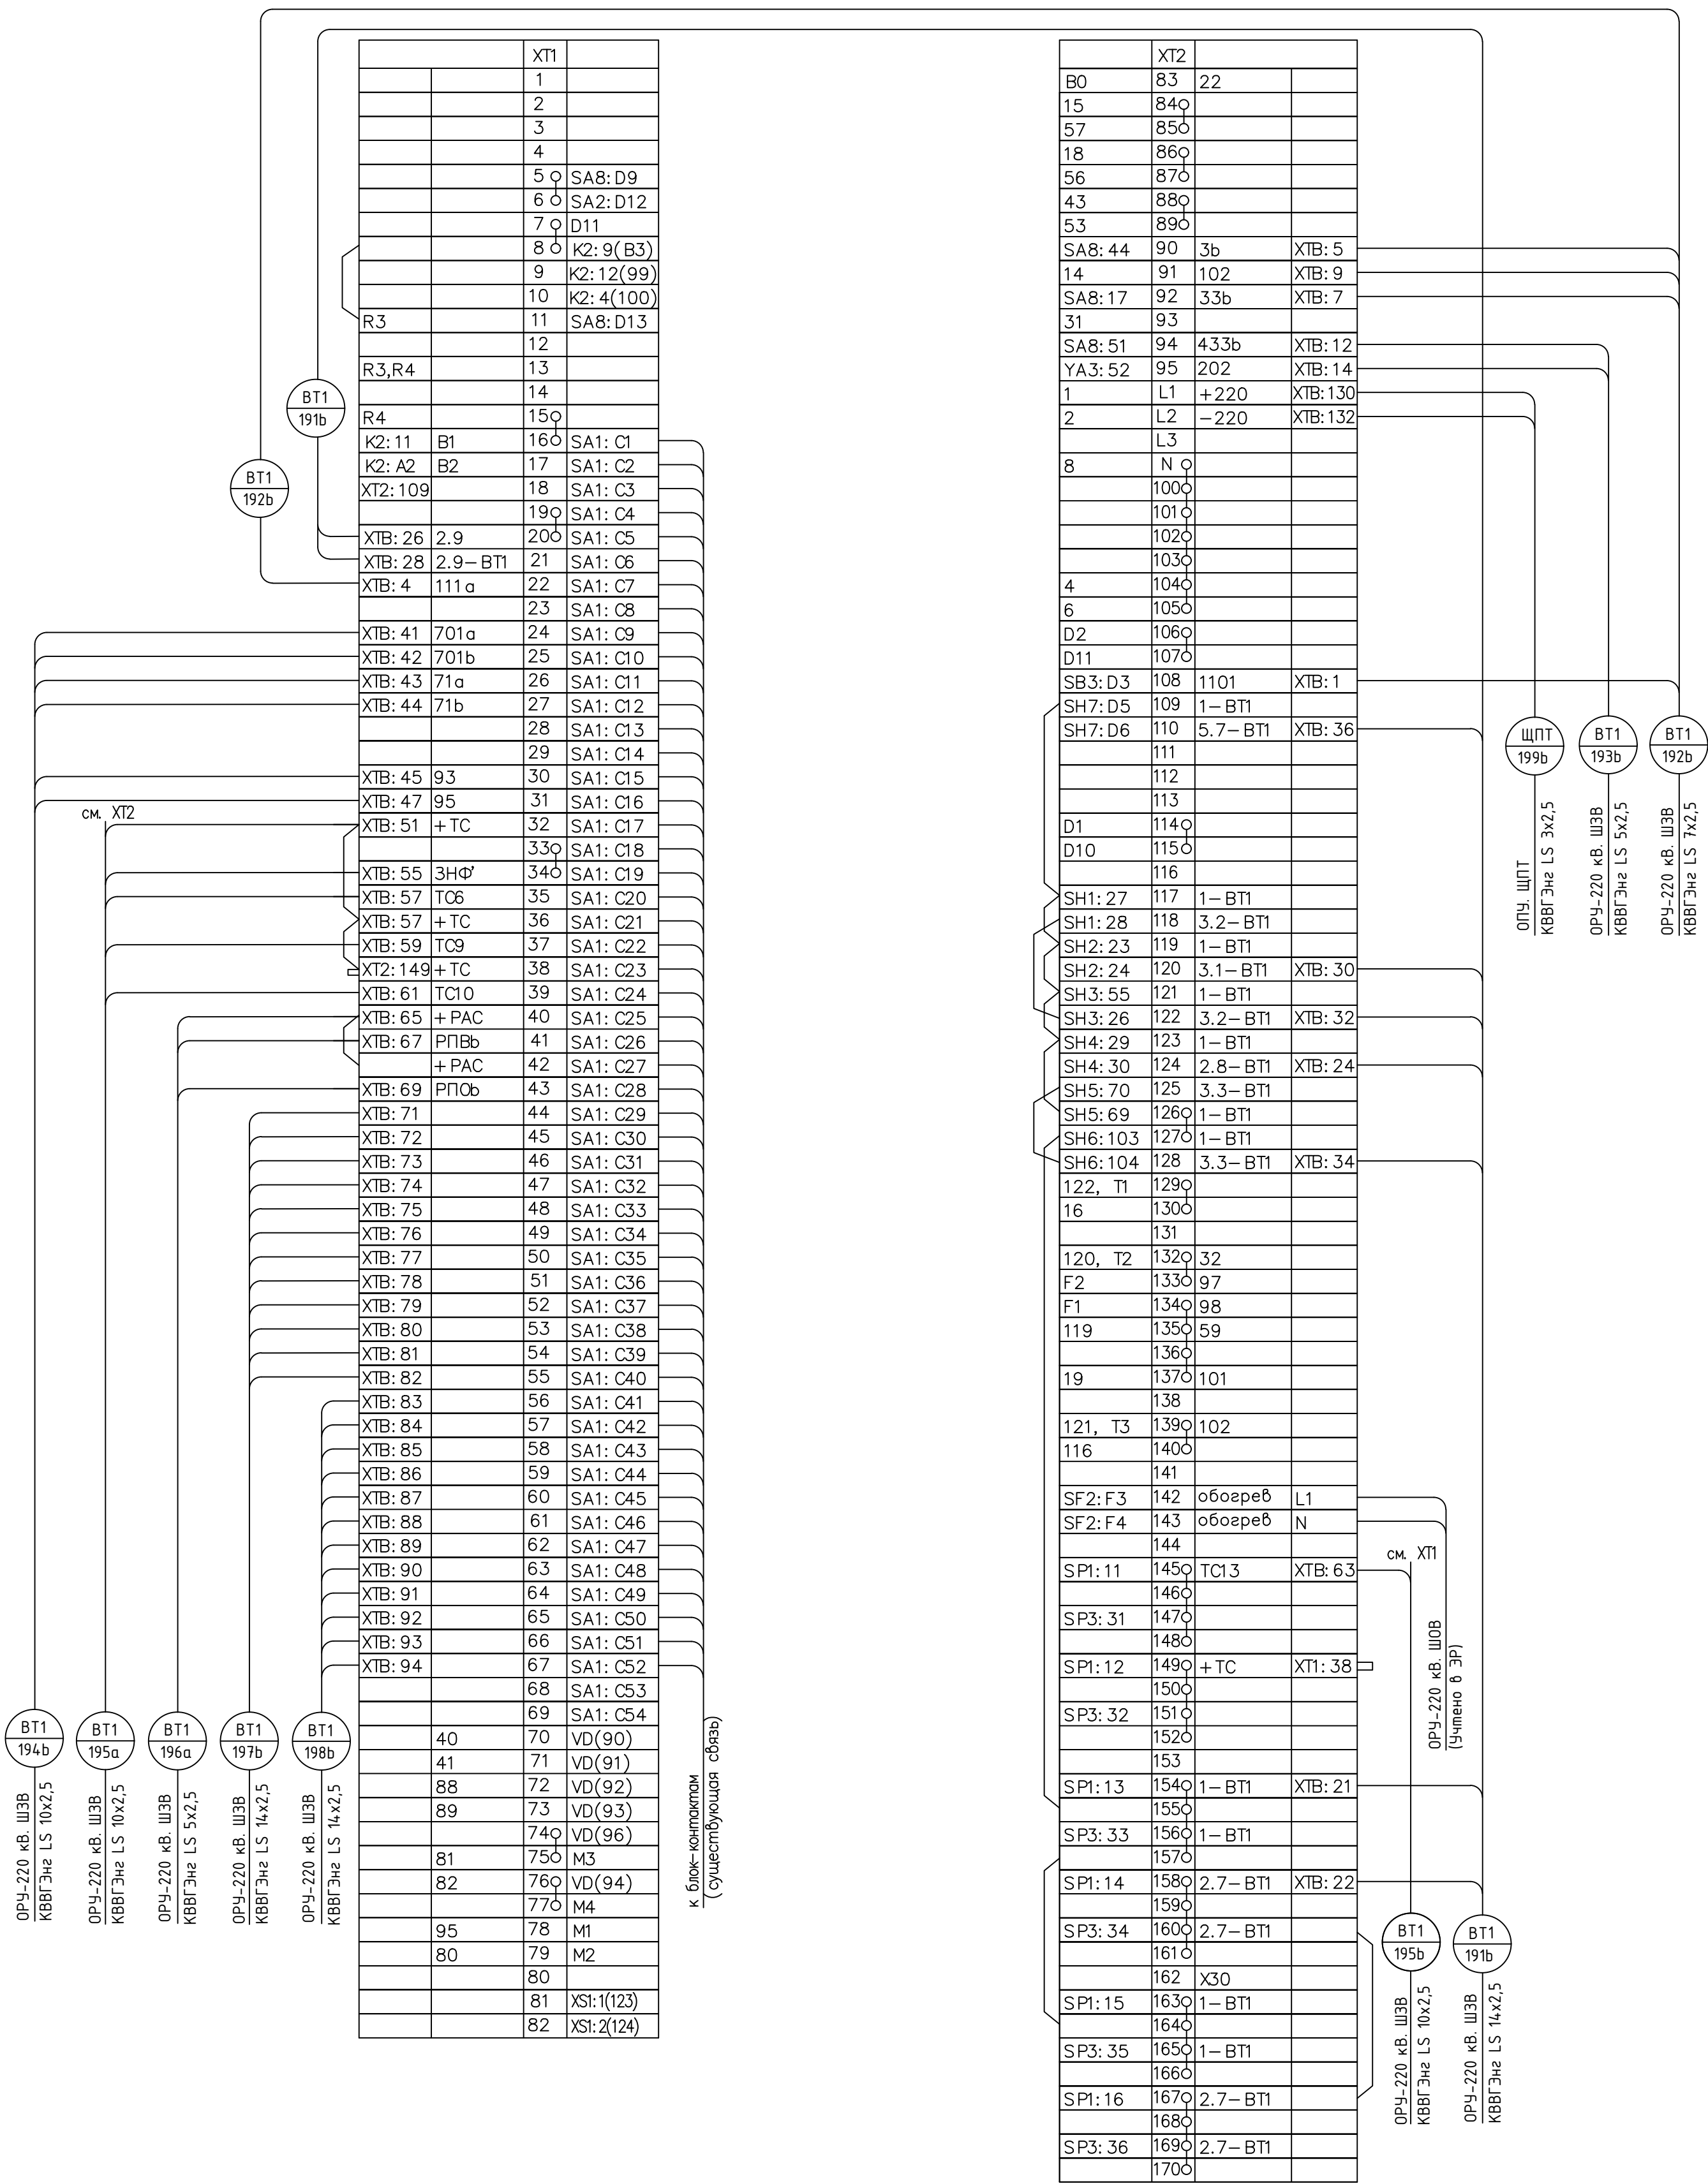 XT1
1
2
3
4
5 SA8:D9
6 SA2:D12
7 D11
8 K2:9(B3)
9 K2:12(99)
10 K2:4(100)
R3 11 SA8:D13
12
R3,R4 13
14
R4 15
K2:11 B1 16 SA1:C1
K2:A2 B2 17 SA1:C2
XT2:109 18 SA1:C3
19 SA1:C4
XTB:26 2.9 20 SA1:C5
XTB:28 2.9-BT1 21 SA1:C6
XTB:4 111a 22 SA1:C7
23 SA1:C8
XTB:41 701a 24 SA1:C9
XTB:42 701b 25 SA1:C10
XTB:43 71a 26 SA1:C11
XTB:44 71b 27 SA1:C12
28 SA1:C13
29 SA1:C14
XTB:45 93 30 SA1:C15
XTB:47 95 31 SA1:C16
XTB:51 +ТС 32 SA1:C17
33 SA1:C18
XTB:55 ЗНФ' 34 SA1:C19
XTB:57 ТС6 35 SA1:C20
XTB:57 +ТС 36 SA1:C21
XTB:59 ТС9 37 SA1:C22
XT2:149 +ТС 38 SA1:C23
XTB:61 ТС10 39 SA1:C24
XTB:65 +РАС 40 SA1:C25
XTB:67 РПВb 41 SA1:C26
+РАС 42 SA1:C27
XTB:69 РПОb 43 SA1:C28
XTB:71 44 SA1:C29
XTB:72 45 SA1:C30
XTB:73 46 SA1:C31
XTB:74 47 SA1:C32
XTB:75 48 SA1:C33
XTB:76 49 SA1:C34
XTB:77 50 SA1:C35
XTB:78 51 SA1:C36
XTB:79 52 SA1:C37
XTB:80 53 SA1:C38
XTB:81 54 SA1:C39
XTB:82 55 SA1:C40
XTB:83 56 SA1:C41
XTB:84 57 SA1:C42
XTB:85 58 SA1:C43
XTB:86 59 SA1:C44
XTB:87 60 SA1:C45
XTB:88 61 SA1:C46
XTB:89 62 SA1:C47
XTB:90 63 SA1:C48
XTB:91 64 SA1:C49
XTB:92 65 SA1:C50
XTB:93 66 SA1:C51
XTB:94 67 SA1:C52
68 SA1:C53
69 SA1:C54
40 70 VD(90)
41 71 VD(91)
88 72 VD(92)
89 73 VD(93)
74 VD(96)
81 75 M3
82 76 VD(94)
77 M4
95 78 M1
80 79 M2
80
81 XS1:1(123)
82 XS1:2(124)
BT1
191b
BT1
192b
см. XT2
BT1
194b
ОРУ-220 кВ. ШЗВ
КВВГЭнг LS 10x2,5
BT1
195a
ОРУ-220 кВ. ШЗВ
КВВГЭнг LS 10x2,5
BT1
196a
ОРУ-220 кВ. ШЗВ
КВВГЭнг LS 5x2,5
BT1
197b
ОРУ-220 кВ. ШЗВ
КВВГЭнг LS 14x2,5
BT1
198b
ОРУ-220 кВ. ШЗВ
КВВГЭнг LS 14x2,5
к блок-контактам
(существующая связь)
XT2
B0 83 22
15 84
57 85
18 86
56 87
43 88
53 89
SA8:44 90 3b XTB:5
14 91 102 XTB:9
SA8:17 92 33b XTB:7
31 93
SA8:51 94 433b XTB:12
YA3:52 95 202 XTB:14
1 L1 +220 XTB:130
2 L2 -220 XTB:132
L3
8 N
100
101
102
103
4 104
6 105
D2 106
D11 107
SB3:D3 108 1101 XTB:1
SH7:D5 109 1-BT1
SH7:D6 110 5.7-BT1 XTB:36
111
112
113
D1 114
D10 115
116
SH1:27 117 1-BT1
SH1:28 118 3.2-BT1
SH2:23 119 1-BT1
SH2:24 120 3.1-BT1 XTB:30
SH3:55 121 1-BT1
SH3:26 122 3.2-BT1 XTB:32
SH4:29 123 1-BT1
SH4:30 124 2.8-BT1 XTB:24
SH5:70 125 3.3-BT1
SH5:69 126 1-BT1
SH6:103 127 1-BT1
SH6:104 128 3.3-BT1 XTB:34
122, T1 129
16 130
131
120, T2 132 32
F2 133 97
F1 134 98
119 135 59
136
19 137 101
138
121, T3 139 102
116 140
141
SF2:F3 142 обогрев L1
SF2:F4 143 обогрев N
144
SP1:11 145 ТС13 XTB:63
146
SP3:31 147
148
SP1:12 149 +ТС XT1:38
150
SP3:32 151
152
153
SP1:13 154 1-BT1 XTB:21
155
SP3:33 156 1-BT1
157
SP1:14 158 2.7-BT1 XTB:22
159
SP3:34 160 2.7-BT1
161
162 X30
SP1:15 163 1-BT1
164
SP3:35 165 1-BT1
166
SP1:16 167 2.7-BT1
168
SP3:36 169 2.7-BT1
170
ЩПТ
199b
ОПУ. ЩПТ
КВВГЭнг LS 3x2,5
BT1
193b
ОРУ-220 кВ. ШЗВ
КВВГЭнг LS 5x2,5
BT1
192b
ОРУ-220 кВ. ШЗВ
КВВГЭнг LS 7x2,5
см. XT1
ОРУ-220 кВ. ШОВ
(Учтено в ЭР)
BT1
195b
ОРУ-220 кВ. ШЗВ
КВВГЭнг LS 10x2,5
BT1
191b
ОРУ-220 кВ. ШЗВ
КВВГЭнг LS 14x2,5